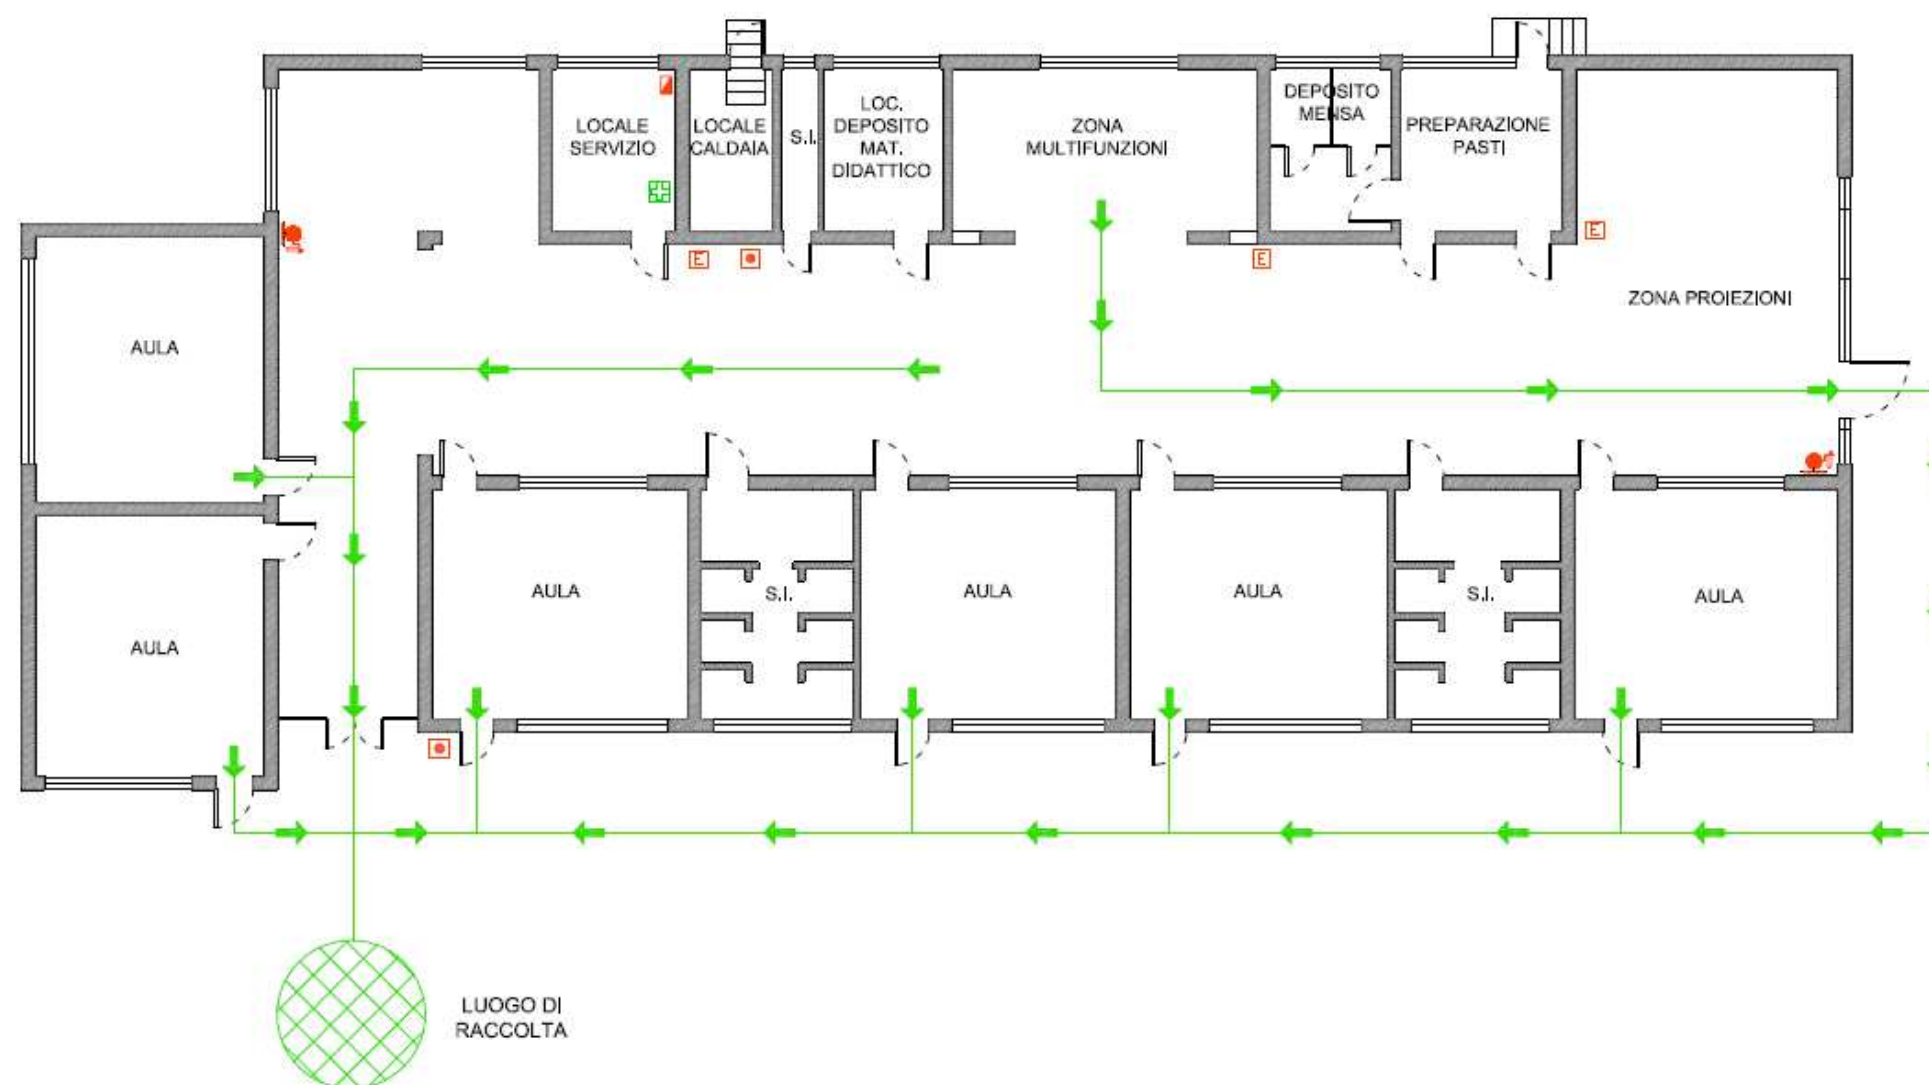 LOCALE
SERVIZIO
LOCALE
CALDAIA
S.I.
LOC.
DEPOSITO
MAT.
DIDATTICO
ZONA
MULTIFUNZIONI
DEPOSITO
MENSA
PREPARAZIONE
PASTI
E
E
E
ZONA PROIEZIONI
AULA
AULA
AULA
S.I.
AULA
AULA
S.I.
AULA
LUOGO DI
RACCOLTA